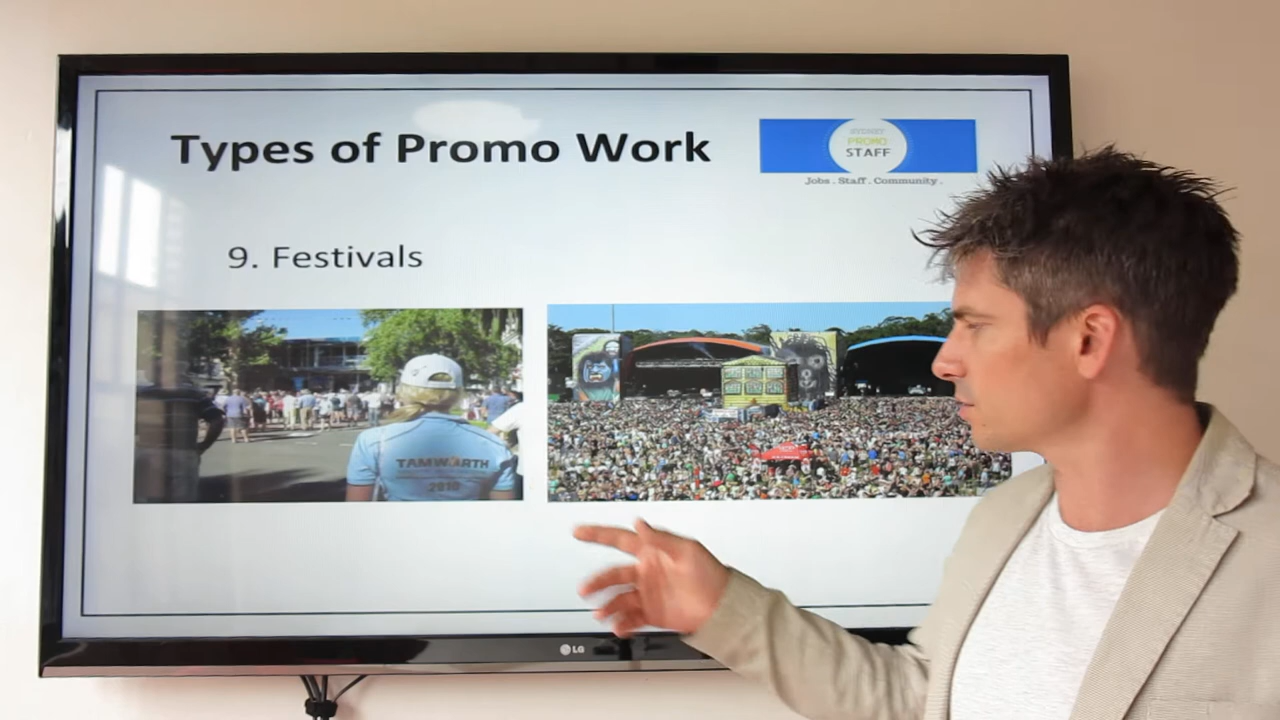 Types of Promo Work
SYDNEY
PROMO
STAFF
Jobs . Staff . Community .
9. Festivals
TAMWORTH
2010
LG